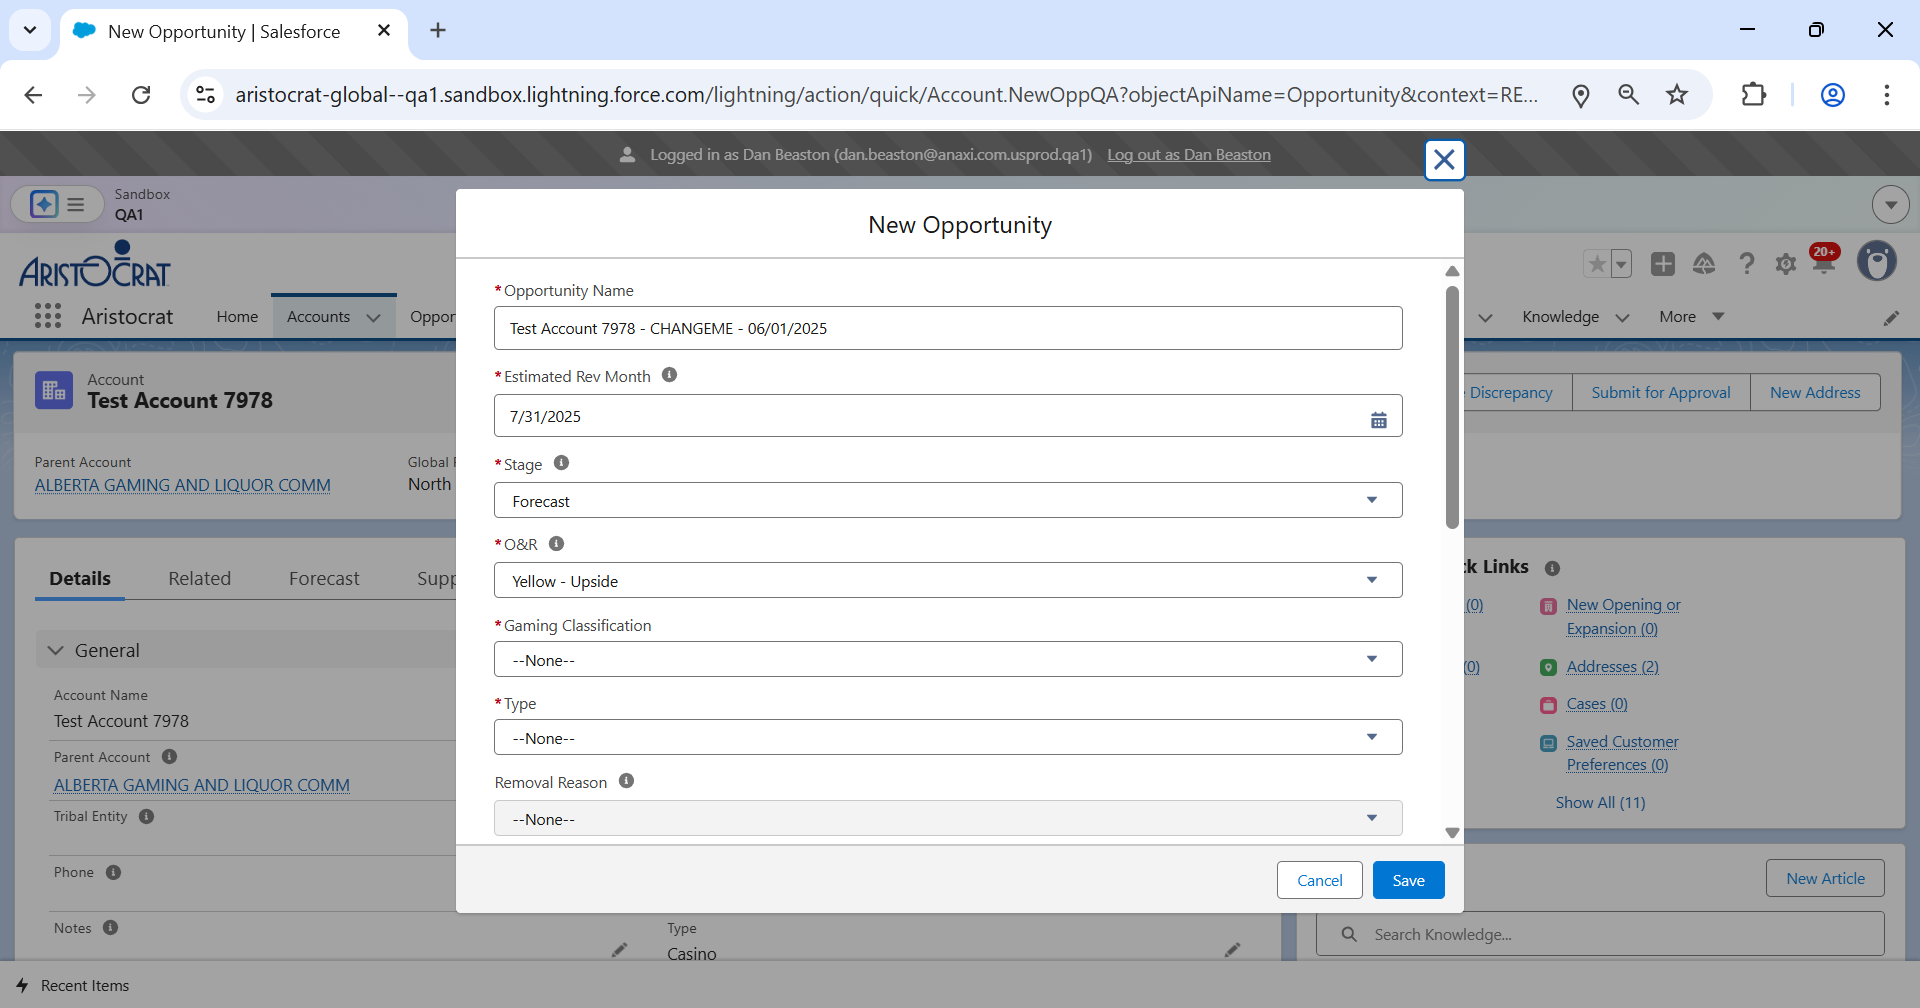 New Opportunity | Salesforce
aristocrat-global--qa1.sandbox.lightning.force.com/lightning/action/quick/Account.NewOppQA?objectApiName=Opportunity&context=RE...
Logged in as Dan Beaston (dan.beaston@anaxi.com.usprod.qa1) Log out as Dan Beaston
Sandbox
QA1
ARISTOCRAT
20+
Aristocrat Home Accounts Oppor Knowledge More
Account
Test Account 7978
Discrepancy Submit for Approval New Address
Parent Account
ALBERTA GAMING AND LIQUOR COMM
Global
North
Details Related Forecast Supp
General
Account Name
Test Account 7978
Parent Account
ALBERTA GAMING AND LIQUOR COMM
Tribal Entity
Phone
Notes
Type
Casino
New Opportunity
*Opportunity Name
Test Account 7978 - CHANGEME - 06/01/2025
*Estimated Rev Month
7/31/2025
*Stage
Forecast
*O&R
Yellow - Upside
*Gaming Classification
--None--
*Type
--None--
Removal Reason
--None--
Cancel Save
ck Links
(0)
New Opening or
Expansion (0)
(0)
Addresses (2)
Cases (0)
Saved Customer
Preferences (0)
Show All (11)
New Article
Search Knowledge...
Recent Items